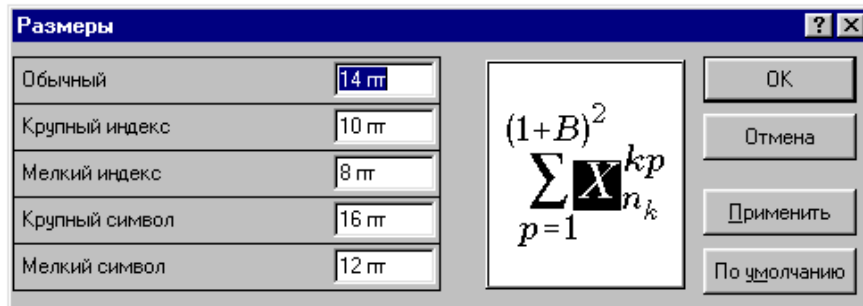 Размеры
Обычный 14 пт
Крупный индекс 10 пт
Мелкий индекс 8 пт
Крупный символ 16 пт
Мелкий символ 12 пт
(1+B)²
∑ X kp
n k
p=1
ОК
Отмена
Применить
По умолчанию